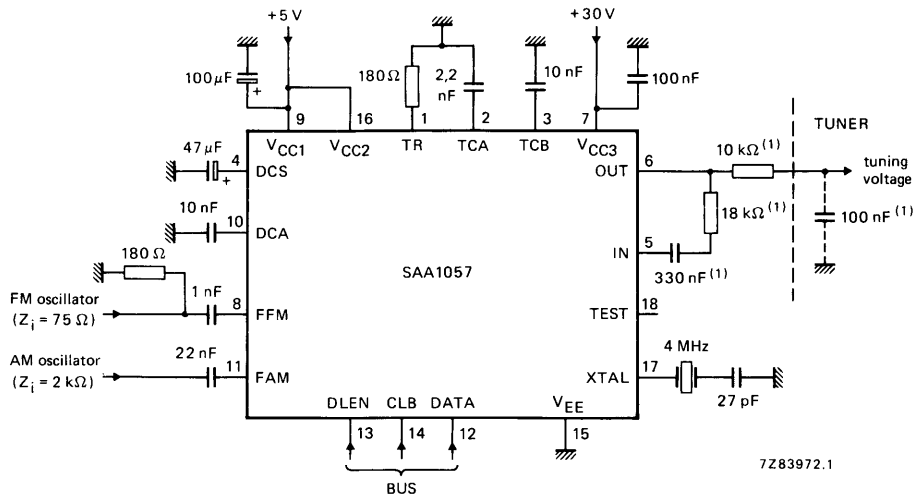 +5 V
+30 V
100 µF
+
180 Ω
2,2 nF
10 nF
100 nF
9
16
1
2
3
7
VCC1
VCC2
TR
TCA
TCB
VCC3
TUNER
47 µF
+
4
DCS
OUT
6
10 kΩ (1)
tuning voltage
18 kΩ (1)
100 nF (1)
10 nF
10
DCA
IN
5
330 nF (1)
SAA1057
180 Ω
1 nF
FM oscillator
(Zi = 75 Ω)
8
FFM
TEST
18
AM oscillator
(Zi = 2 kΩ)
22 nF
11
FAM
XTAL
17
4 MHz
27 pF
DLEN
CLB
DATA
VEE
13
14
12
15
BUS
7Z83972.1